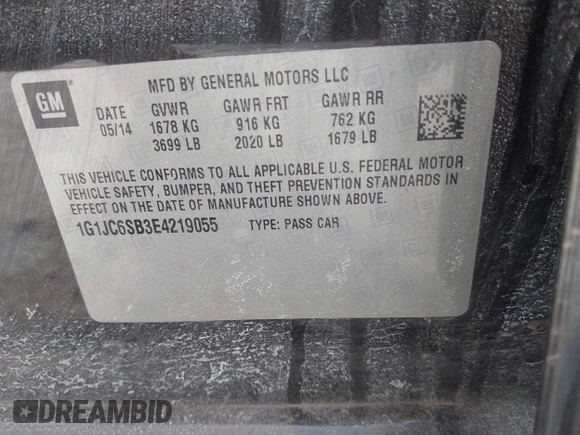 GM
MFD BY GENERAL MOTORS LLC
DATE GVWR GAWR FRT GAWR RR
05/14 1678 KG 916 KG 762 KG
3699 LB 2020 LB 1679 LB
THIS VEHICLE CONFORMS TO ALL APPLICABLE U.S. FEDERAL MOTOR
VEHICLE SAFETY, BUMPER, AND THEFT PREVENTION STANDARDS IN
EFFECT ON THE DATE OF MANUFACTURE SHOWN ABOVE.
1G1JC6SB3E4219055 TYPE: PASS CAR
DREAMBID